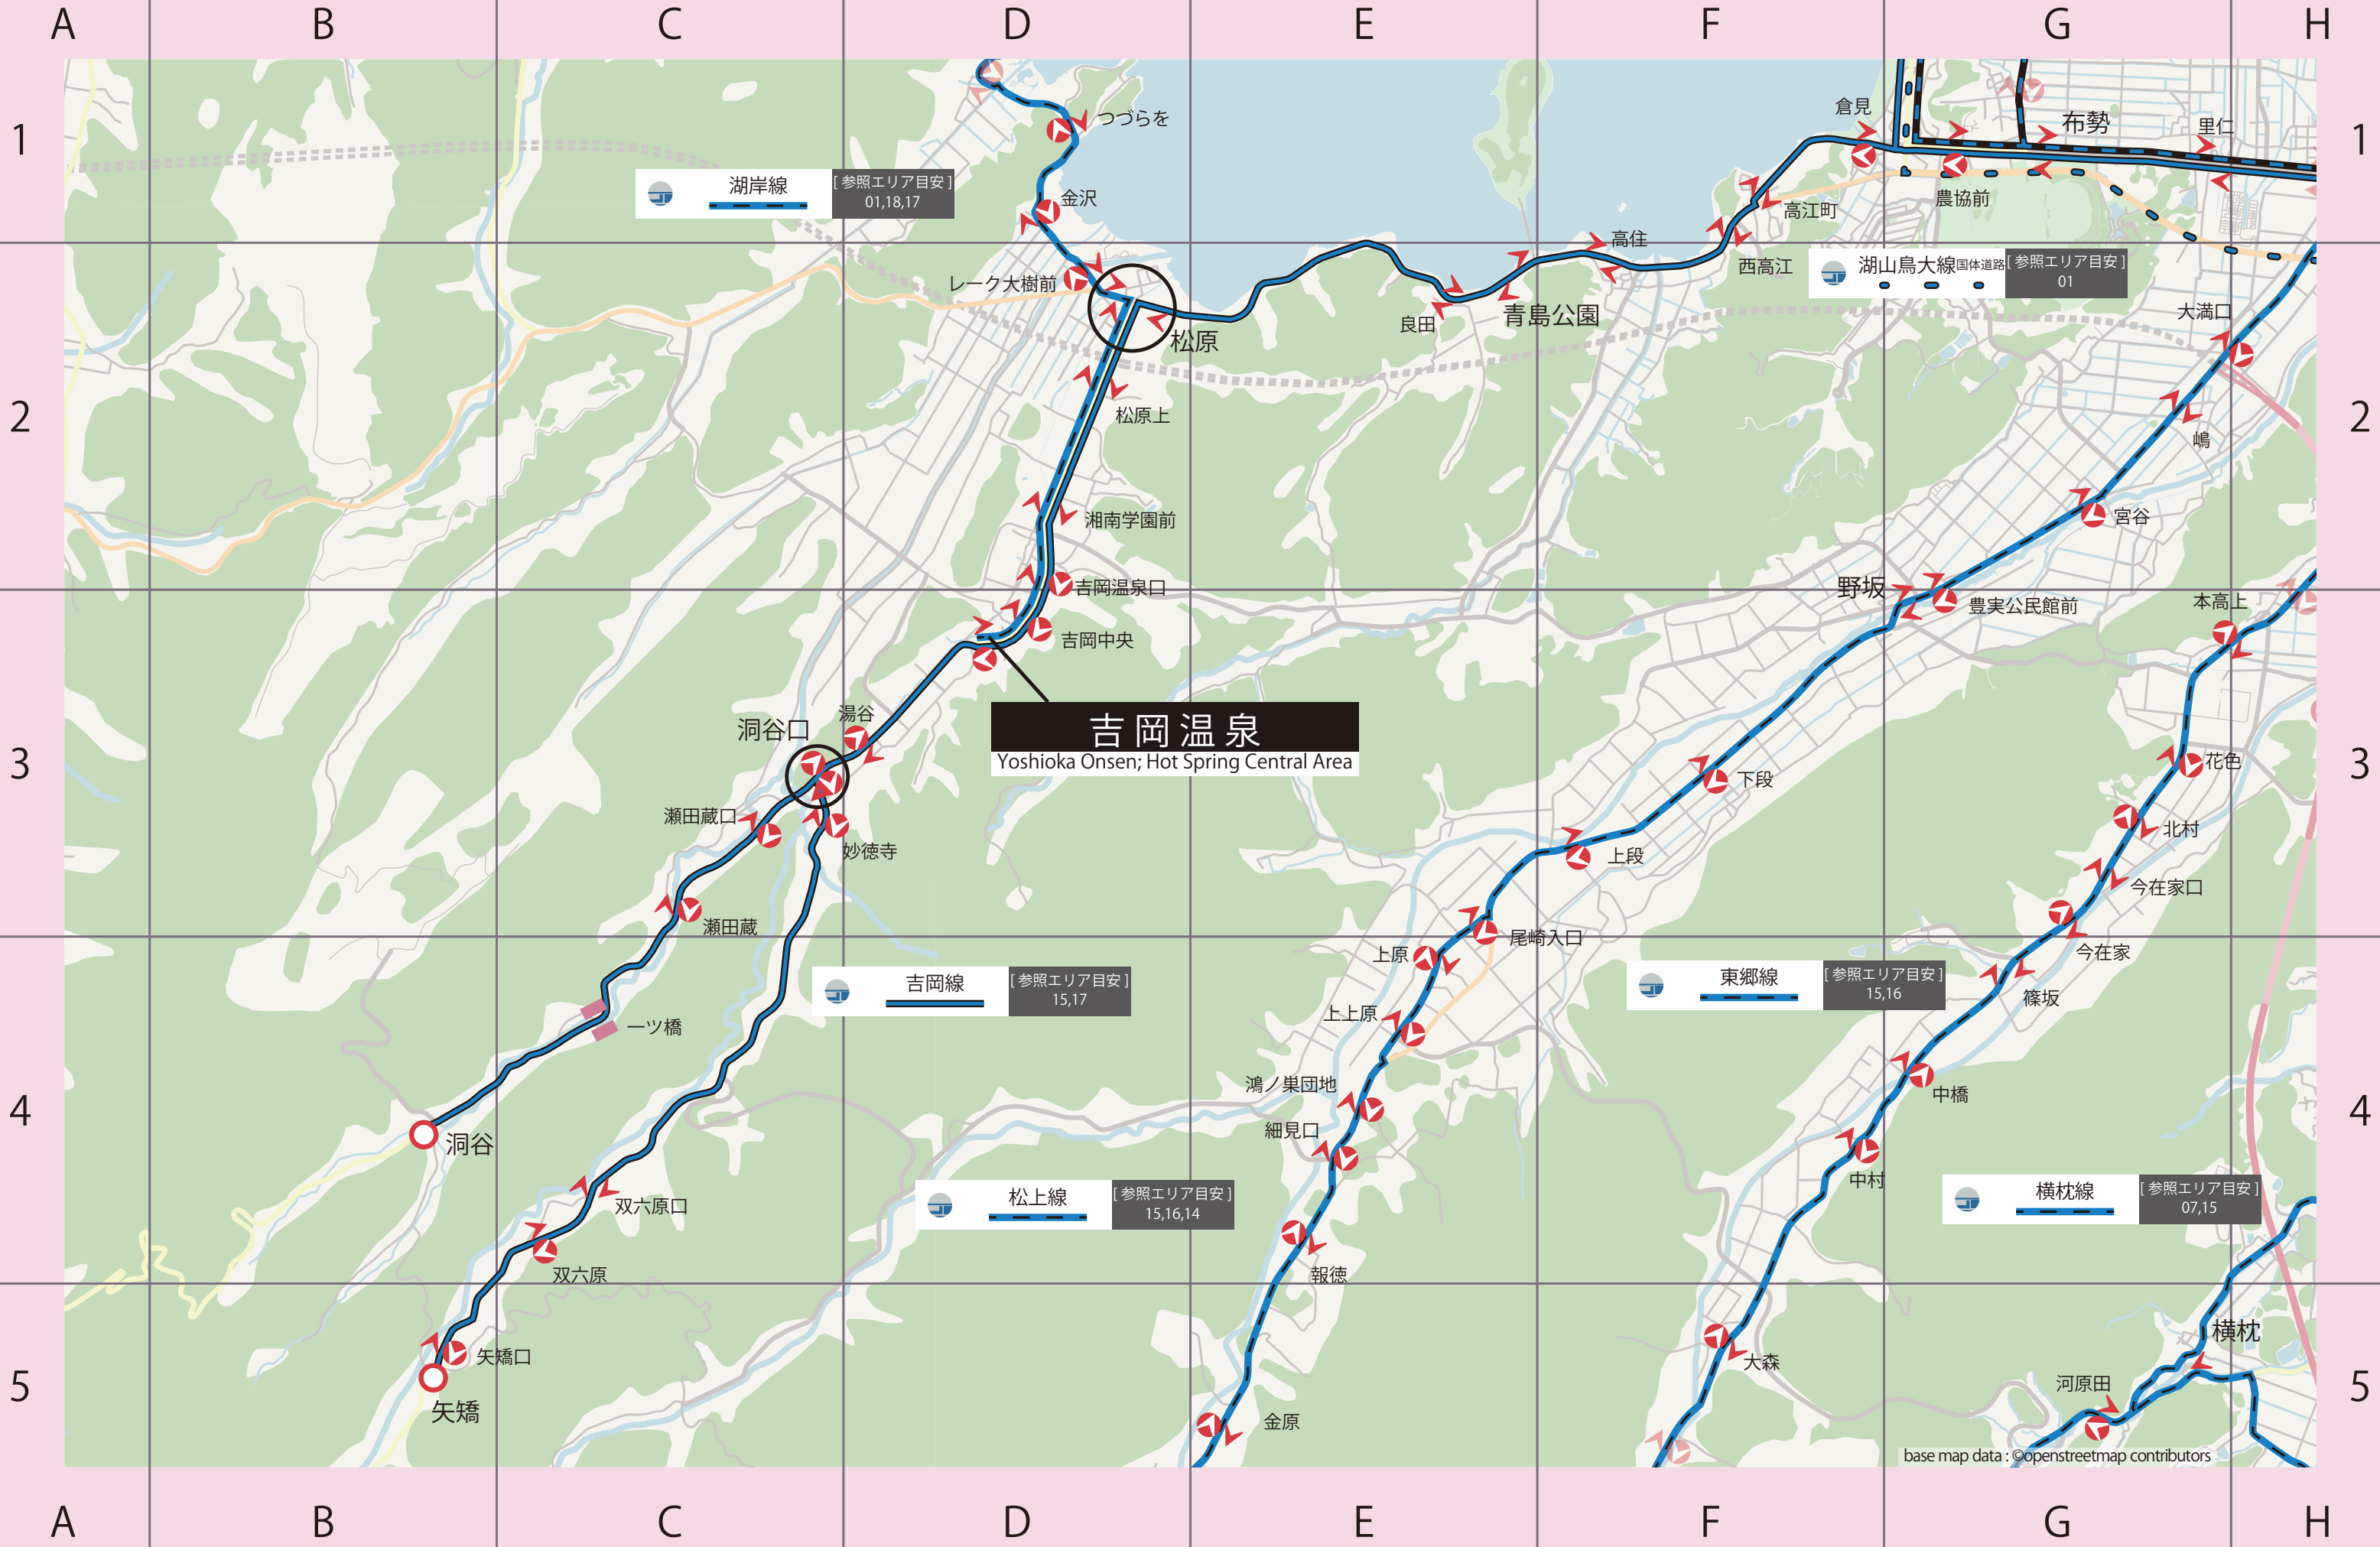 A B C D E F G H
1
つづらを
倉見
布勢
里仁
1
湖岸線
[ 参照エリア目安 ]
01,18,17
金沢
高江町
農協前
高住
西高江
レーク大樹前
湖山鳥大線国体道路
[ 参照エリア目安 ]
01
松原
良田
青島公園
大満口
2
松原上
嶋
2
湘南学園前
宮谷
吉岡温泉口
野坂
豊実公民館前
本高上
吉岡中央
吉岡温泉
Yoshioka Onsen; Hot Spring Central Area
湯谷
洞谷口
3
下段
花色
3
瀬田蔵口
妙徳寺
上段
北村
今在家口
瀬田蔵
尾崎入口
上原
今在家
吉岡線
[ 参照エリア目安 ]
15,17
東郷線
[ 参照エリア目安 ]
15,16
篠坂
一ツ橋
上上原
鴻ノ巣団地
中橋
4
洞谷
細見口
4
中村
双六原口
松上線
[ 参照エリア目安 ]
15,16,14
横枕線
[ 参照エリア目安 ]
07,15
双六原
報徳
横枕
矢矯口
大森
5
河原田
5
矢矯
金原
base map data : ©openstreetmap contributors
A B C D E F G H